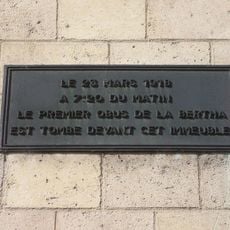 LE 23 MARS 1918
A 7H20 DU MATIN
LE PREMIER OBUS DE LA BERTHA
EST TOMBE DEVANT CET IMMEUBLE